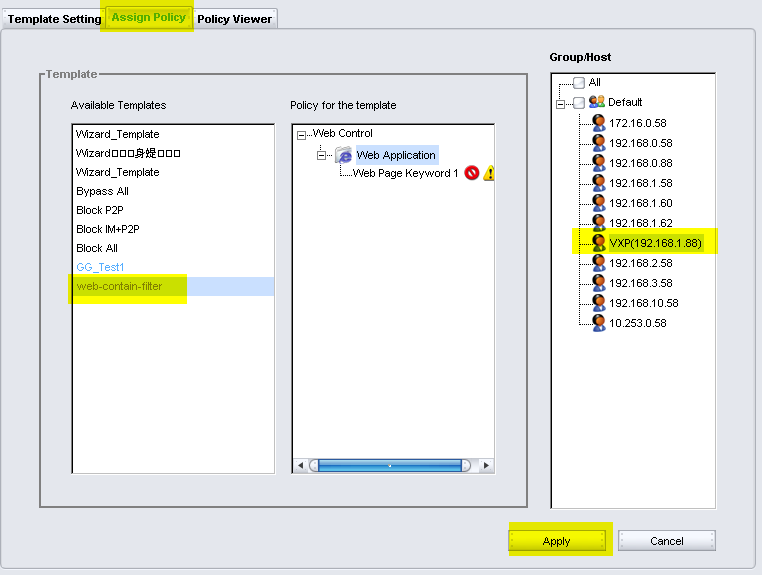 Template Setting
Assign Policy
Policy Viewer
Template
Available Templates
Wizard_Template
Wizard□□□身媞□□□
Wizard_Template
Bypass All
Block P2P
Block IM+P2P
Block All
GG_Test1
web-contain-filter
Policy for the template
Web Control
Web Application
Web Page Keyword 1
Group/Host
All
Default
172.16.0.58
192.168.0.58
192.168.0.88
192.168.1.58
192.168.1.60
192.168.1.62
VXP(192.168.1.88)
192.168.2.58
192.168.3.58
192.168.10.58
10.253.0.58
Apply
Cancel